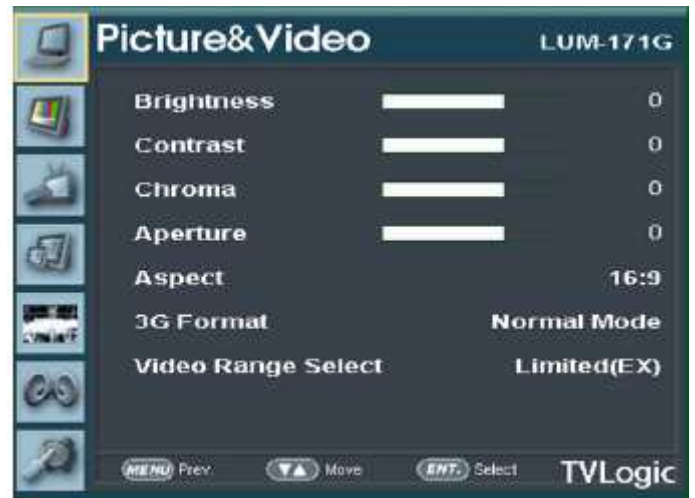 Picture&Video LUM-171G
Brightness 0
Contrast 0
Chroma 0
Aperture 0
Aspect 16:9
3G Format Normal Mode
Video Range Select Limited(EX)
MENU Prev. ▼▲ Move ENT. Select TVLogic